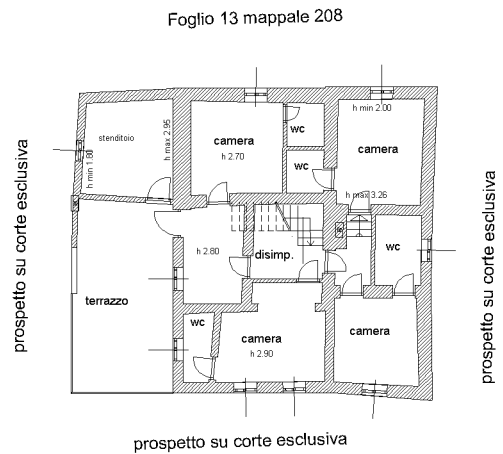 Foglio 13 mappale 208
h min 2.00
stenditoio
h max 2.95
h min 1.80
camera
h 2.70
wc
wc
camera
h max 3.26
prospetto su corte esclusiva
prospetto su corte esclusiva
h 2.80
disimp.
wc
terrazzo
wc
camera
h 2.90
camera
prospetto su corte esclusiva